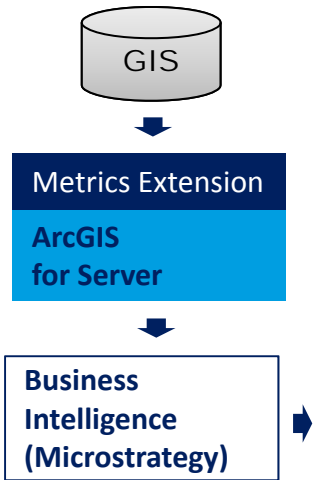 GIS
Metrics Extension
ArcGIS
for Server
Business
Intelligence
(Microstrategy)